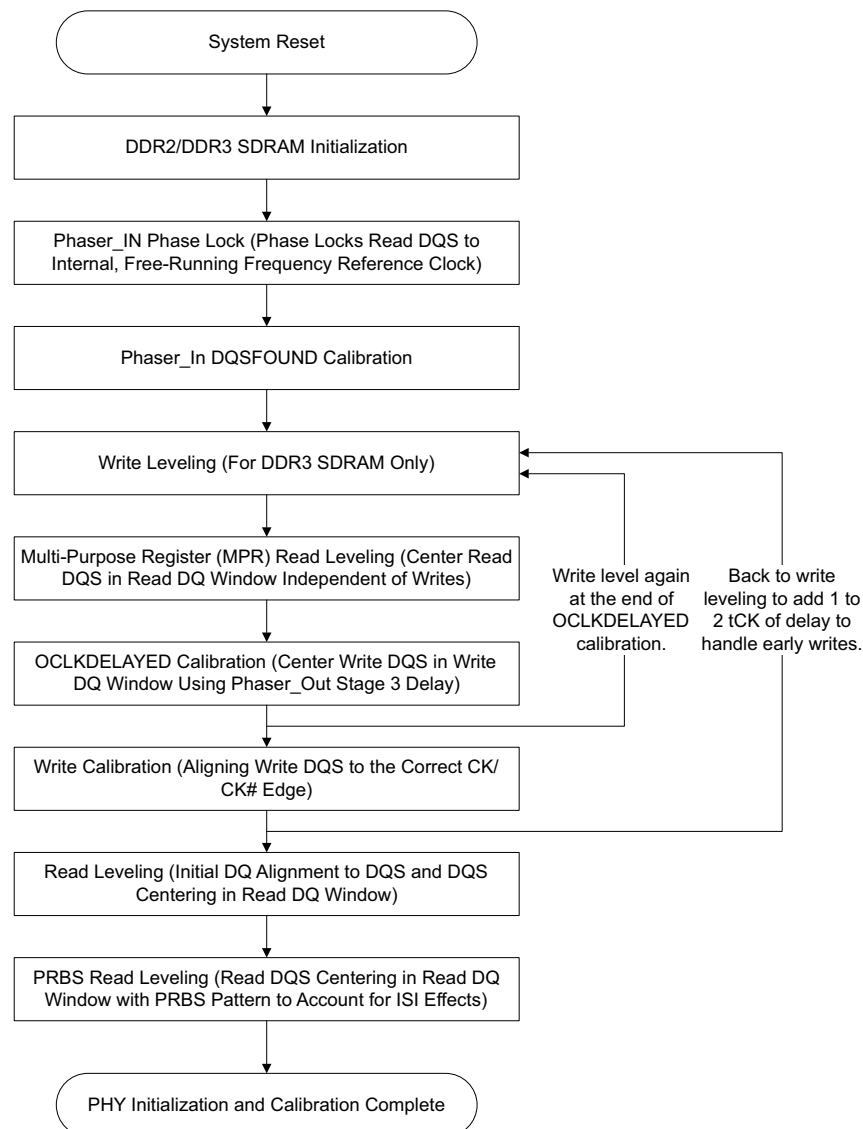 System Reset
DDR2/DDR3 SDRAM Initialization
Phaser_IN Phase Lock (Phase Locks Read DQS to
Internal, Free-Running Frequency Reference Clock)
Phaser_In DQSFOUND Calibration
Write Leveling (For DDR3 SDRAM Only)
Multi-Purpose Register (MPR) Read Leveling (Center Read
DQS in Read DQ Window Independent of Writes)
Write level again
at the end of
OCLKDELAYED
calibration.
Back to write
leveling to add 1 to
2 tCK of delay to
handle early writes.
OCLKDELAYED Calibration (Center Write DQS in Write
DQ Window Using Phaser_Out Stage 3 Delay)
Write Calibration (Aligning Write DQS to the Correct CK/
CK# Edge)
Read Leveling (Initial DQ Alignment to DQS and DQS
Centering in Read DQ Window)
PRBS Read Leveling (Read DQS Centering in Read DQ
Window with PRBS Pattern to Account for ISI Effects)
PHY Initialization and Calibration Complete